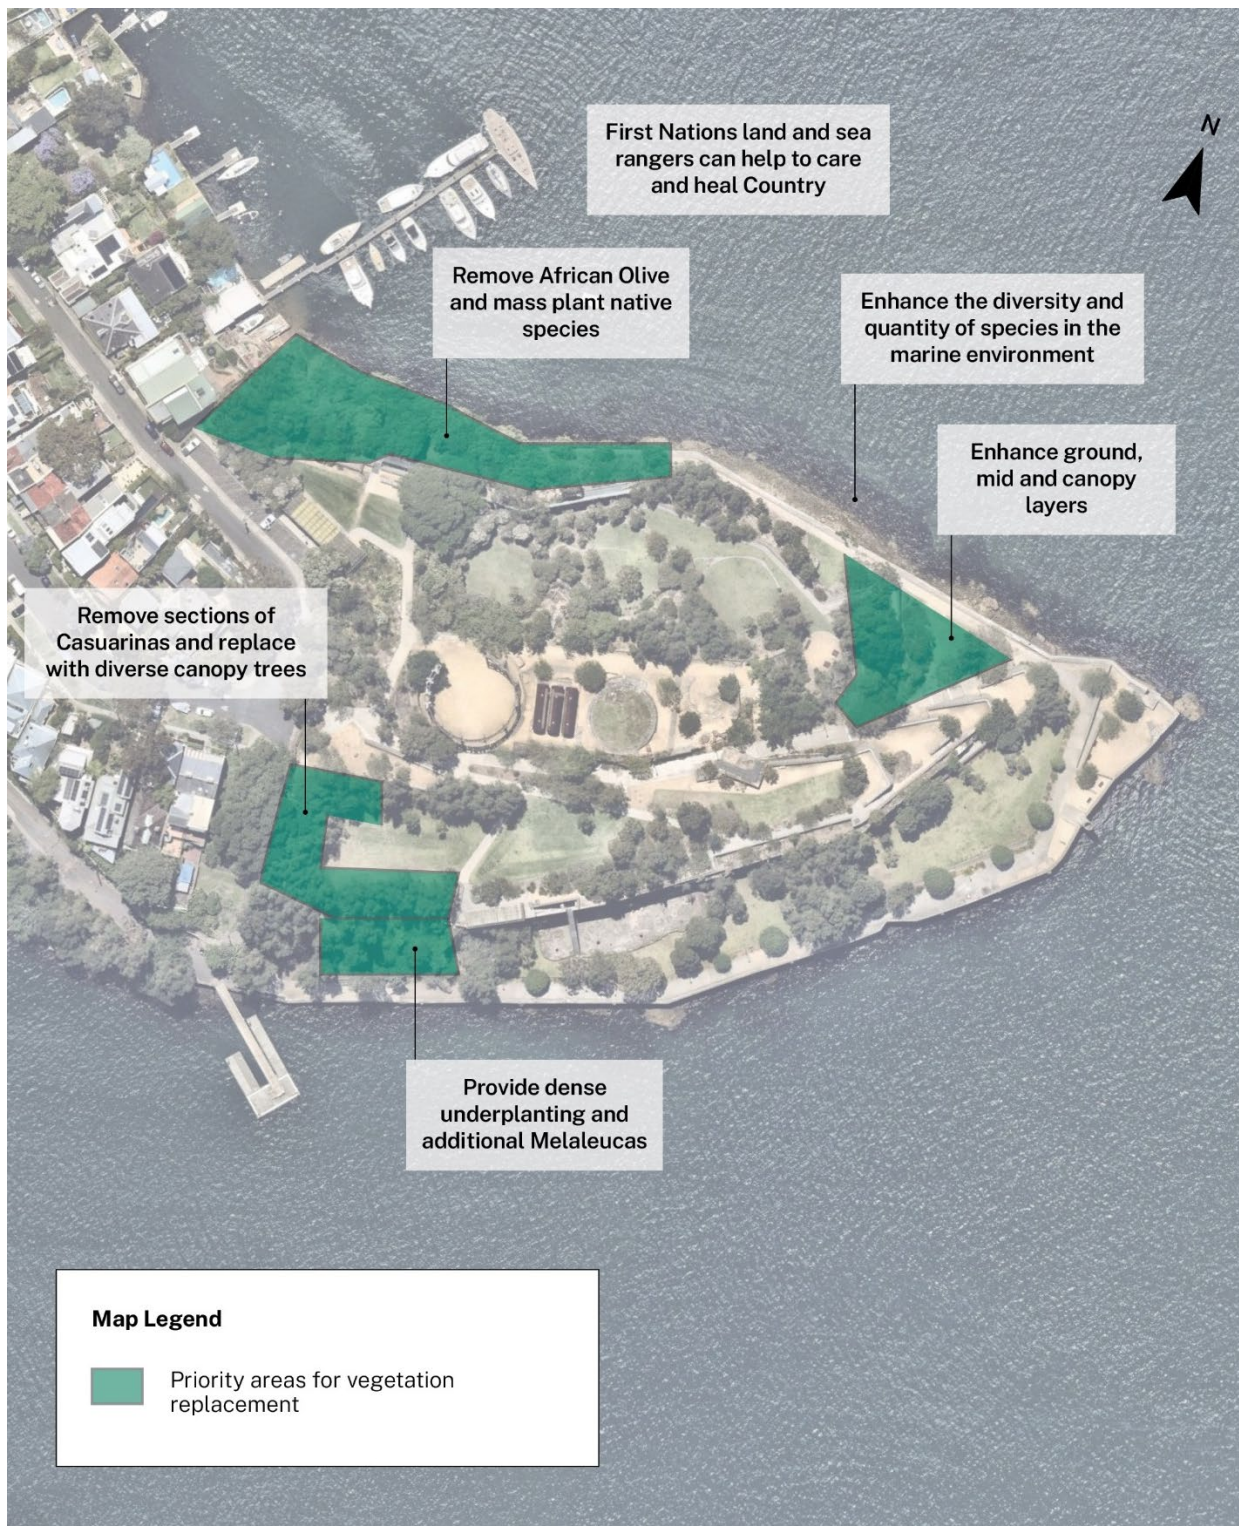 N
First Nations land and sea
rangers can help to care
and heal Country
Remove African Olive
and mass plant native
species
Enhance the diversity and
quantity of species in the
marine environment
Enhance ground,
mid and canopy
layers
Remove sections of
Casuarinas and replace
with diverse canopy trees
Provide dense
underplanting and
additional Melaleucas
Map Legend
Priority areas for vegetation
replacement